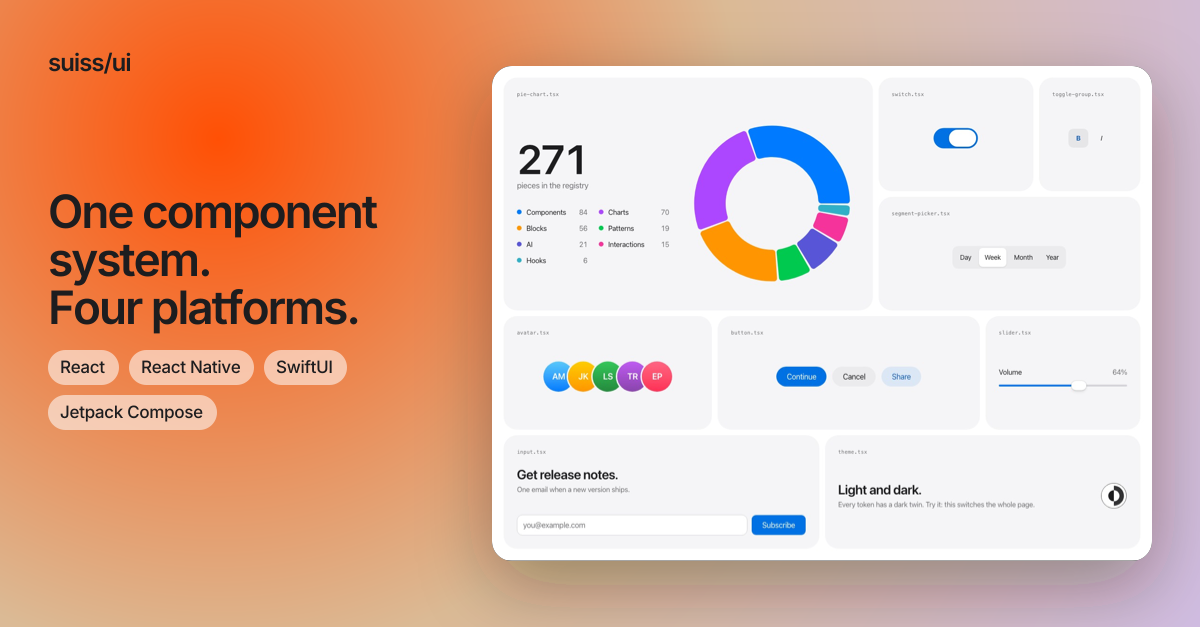 suiss/ui
One component
system.
Four platforms.
React
React Native
SwiftUI
Jetpack Compose
pie-chart.tsx
271
pieces in the registry
Components 84
Charts 70
Blocks 56
Patterns 19
AI 21
Interactions 15
Hooks 6
switch.tsx
toggle-group.tsx
B
I
segment-picker.tsx
Day Week Month Year
avatar.tsx
AM JK LS TR EP
button.tsx
Continue Cancel Share
slider.tsx
Volume 64%
input.tsx
Get release notes.
One email when a new version ships.
you@example.com
Subscribe
theme.tsx
Light and dark.
Every token has a dark twin. Try it: this switches the whole page.